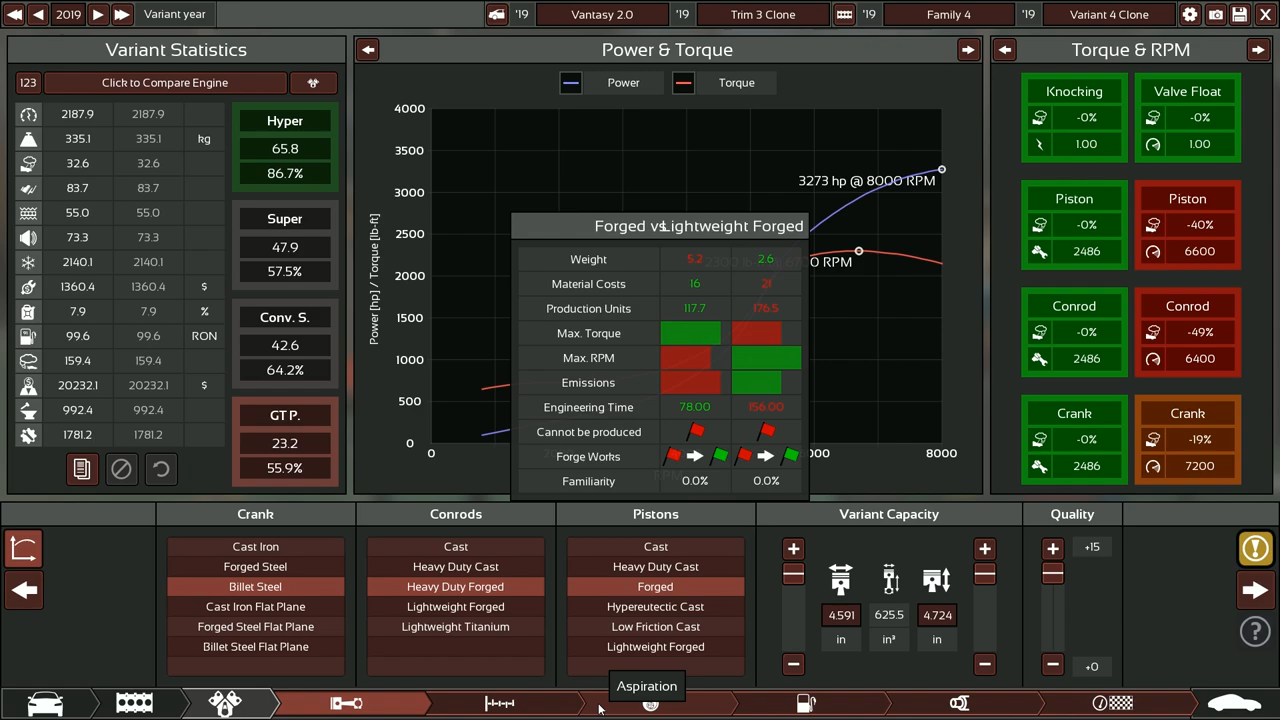 2019 Variant year '19 Vantasy 2.0 '19 Trim 3 Clone '19 Family 4 '19 Variant 4 Clone
Variant Statistics
123 Click to Compare Engine
2187.9 2187.9
335.1 335.1 kg
32.6 32.6
83.7 83.7
55.0 55.0
73.3 73.3
2140.1 2140.1
1360.4 1360.4 $
7.9 7.9 %
99.6 99.6 RON
159.4 159.4
20232.1 20232.1 $
992.4 992.4
1781.2 1781.2
Hyper
65.8
86.7%
Super
47.9
57.5%
Conv. S.
42.6
64.2%
GT P.
23.2
55.9%
Power & Torque
Power Torque
Power [hp] / Torque [lb-ft]
4000
3500
3000
2500
2000
1500
1000
500
0
0 8000
3273 hp @ 8000 RPM
RPM
Forged vs Lightweight Forged
Weight 5.2 2.6
Material Costs 16 21
Production Units 117.7 176.5
Max. Torque
Max. RPM
Emissions
Engineering Time 78.00 156.00
Cannot be produced
Forge Works
Familiarity 0.0% 0.0%
Torque & RPM
Knocking
-0%
1.00
Valve Float
-0%
1.00
Piston
-0%
2486
Piston
-40%
6600
Conrod
-0%
2486
Conrod
-49%
6400
Crank
-0%
2486
Crank
-19%
7200
Crank
Cast Iron
Forged Steel
Billet Steel
Cast Iron Flat Plane
Forged Steel Flat Plane
Billet Steel Flat Plane
Conrods
Cast
Heavy Duty Cast
Heavy Duty Forged
Lightweight Forged
Lightweight Titanium
Pistons
Cast
Heavy Duty Cast
Forged
Hypereutectic Cast
Low Friction Cast
Lightweight Forged
Variant Capacity
4.591 625.5 4.724
in in³ in
Quality
+15
+0
Aspiration